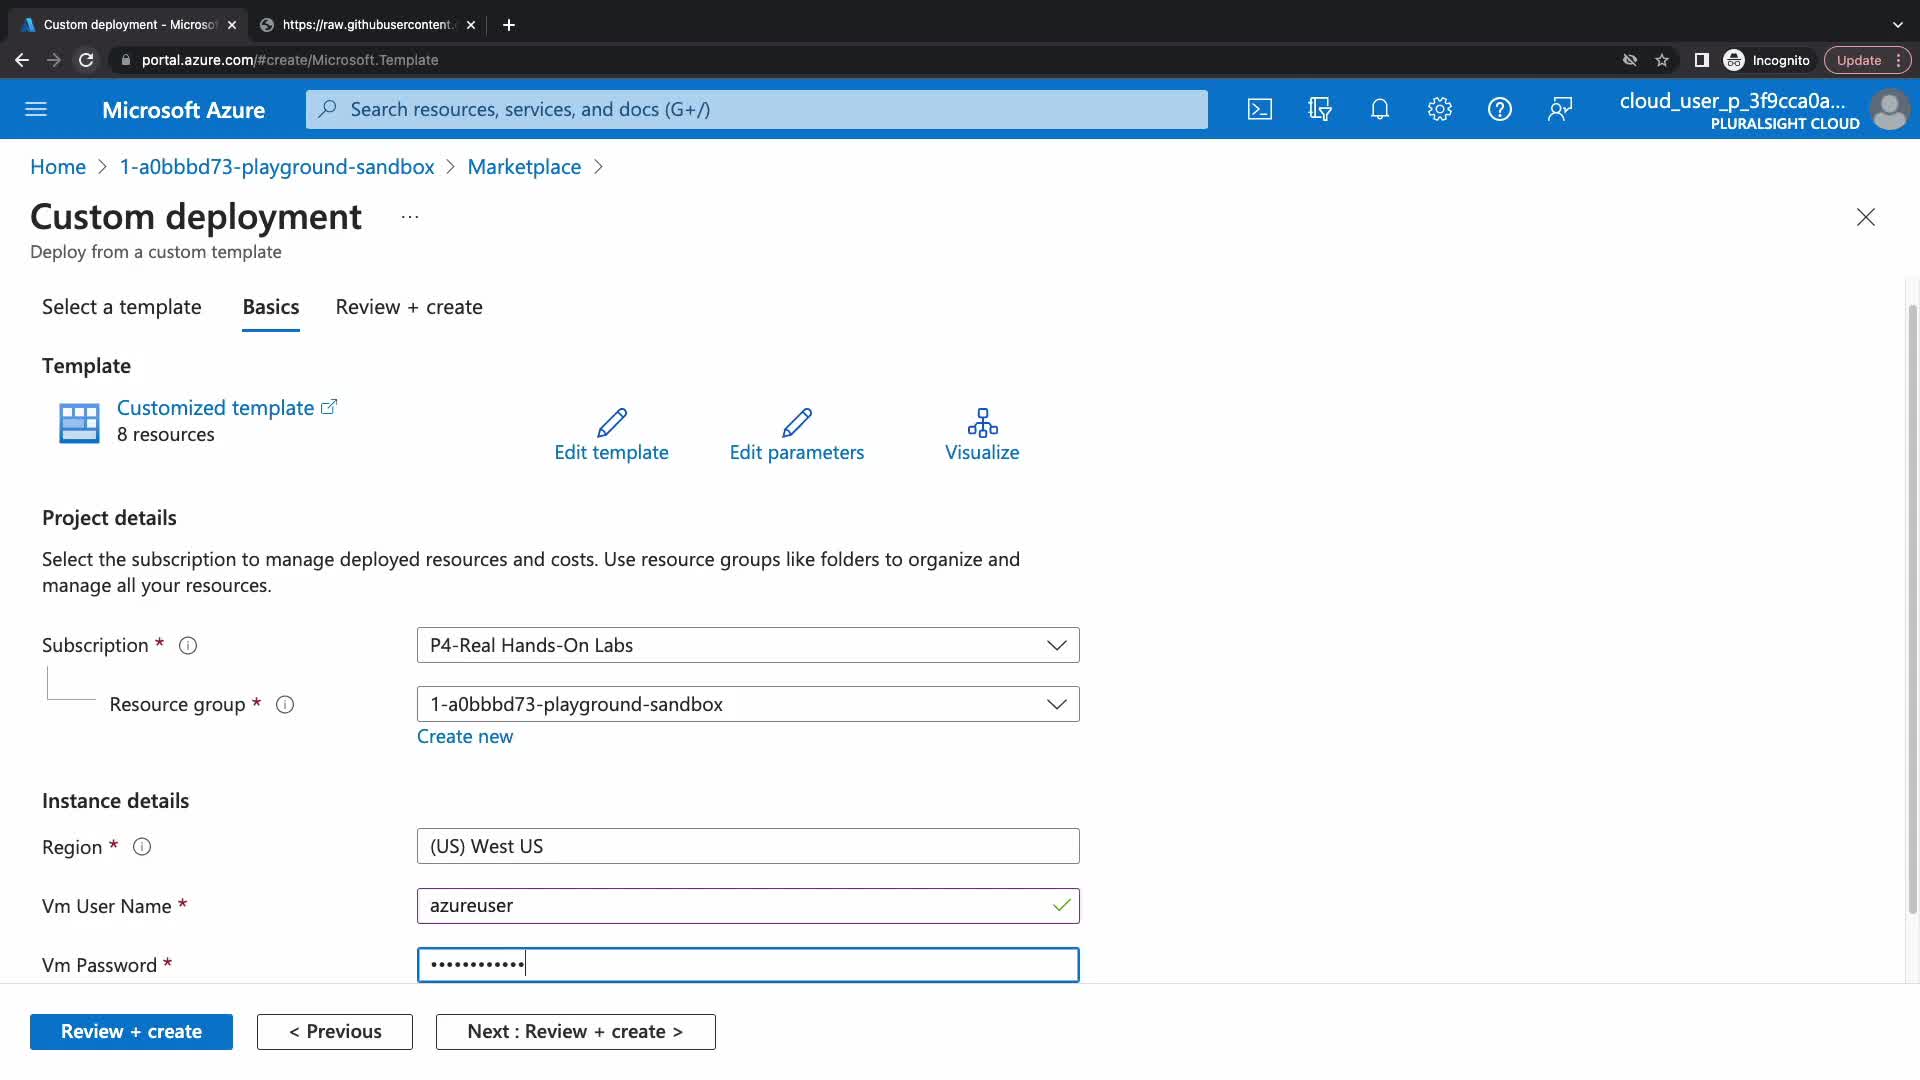 Custom deployment - Microsof
https://raw.githubusercontent.
portal.azure.com/#create/Microsoft.Template
Incognito
Update
Microsoft Azure
Search resources, services, and docs (G+/)
cloud_user_p_3f9cca0a...
PLURALSIGHT CLOUD
Home > 1-a0bbbd73-playground-sandbox > Marketplace >
Custom deployment ...
Deploy from a custom template
Select a template
Basics
Review + create
Template
Customized template
8 resources
Edit template
Edit parameters
Visualize
Project details
Select the subscription to manage deployed resources and costs. Use resource groups like folders to organize and
manage all your resources.
Subscription *
P4-Real Hands-On Labs
Resource group *
1-a0bbbd73-playground-sandbox
Create new
Instance details
Region *
(US) West US
Vm User Name *
azureuser
Vm Password *
••••••••••••
Review + create
< Previous
Next : Review + create >